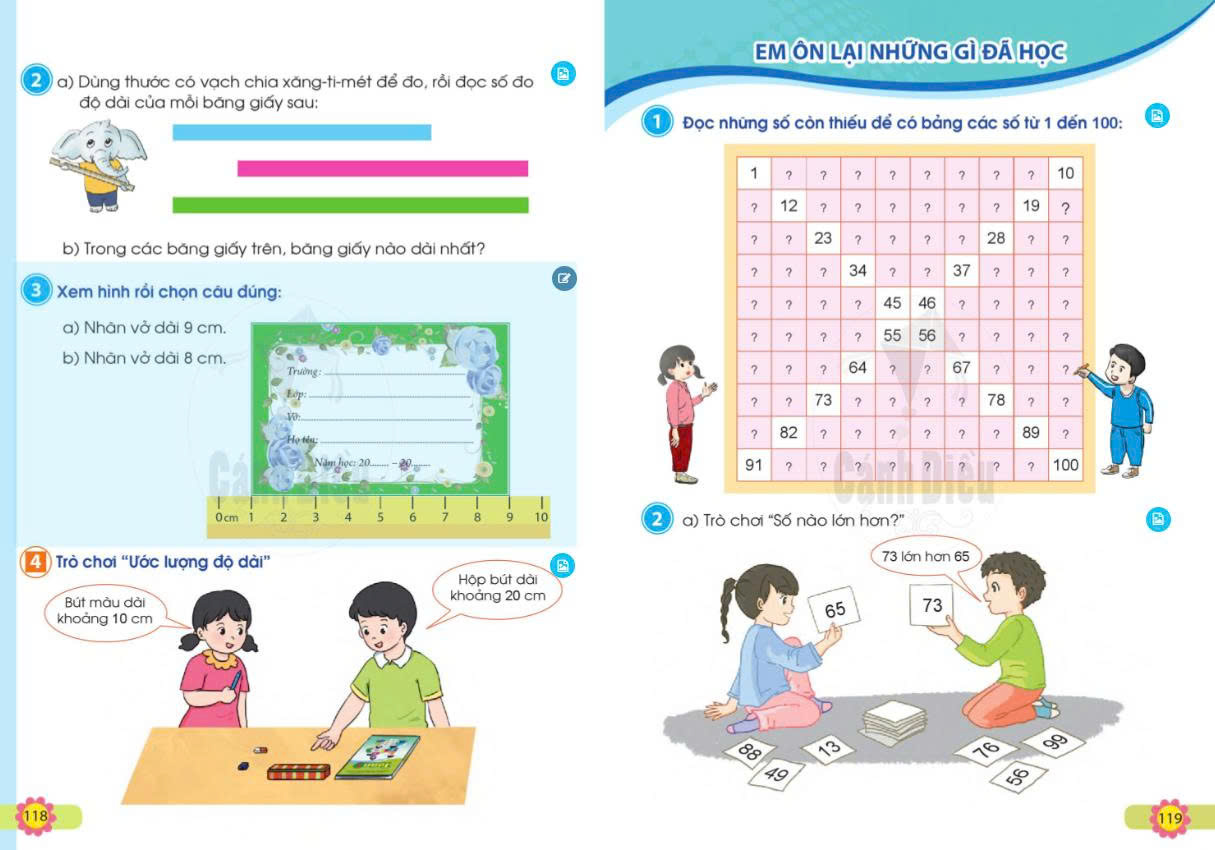 2 a) Dùng thước có vạch chia xăng-ti-mét để đo, rồi đọc số đo
độ dài của mỗi băng giấy sau:
b) Trong các băng giấy trên, băng giấy nào dài nhất?
3 Xem hình rồi chọn câu đúng:
a) Nhãn vở dài 9 cm.
b) Nhãn vở dài 8 cm.
Trường:
Lớp:
Vở:
Họ tên:
Năm học: 20....... – 20.......
0cm 1 2 3 4 5 6 7 8 9 10
Cánh Diều
4 Trò chơi “Ước lượng độ dài”
Bút màu dài
khoảng 10 cm
Hộp bút dài
khoảng 20 cm
118
EM ÔN LẠI NHỮNG GÌ ĐÃ HỌC
1 Đọc những số còn thiếu để có bảng các số từ 1 đến 100:
1 ? ? ? ? ? ? ? ? 10
? 12 ? ? ? ? ? ? 19 ?
? ? 23 ? ? ? ? 28 ? ?
? ? ? 34 ? ? 37 ? ? ?
? ? ? ? 45 46 ? ? ? ?
? ? ? ? 55 56 ? ? ? ?
? ? ? 64 ? ? 67 ? ? ?
? ? 73 ? ? ? ? 78 ? ?
? 82 ? ? ? ? ? ? 89 ?
91 ? ? ? ? ? ? ? ? 100
Cánh Diều
2 a) Trò chơi “Số nào lớn hơn?”
73 lớn hơn 65
65
73
88
49
13
76
56
99
119